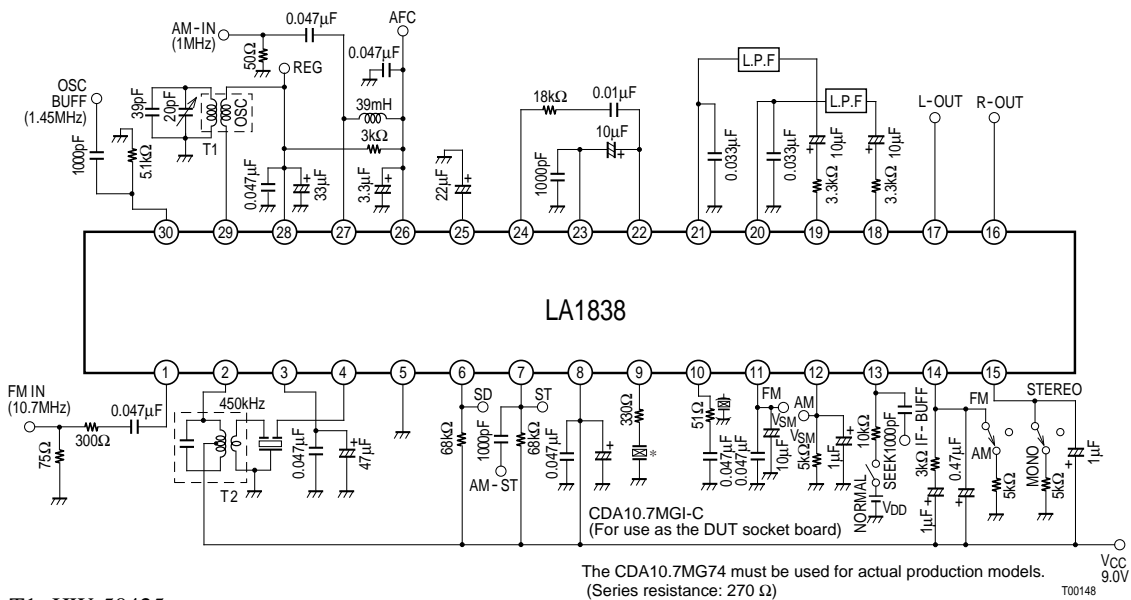 AM-IN
(1MHz)
0.047µF
AFC
50Ω
0.047µF
REG
OSC
BUFF
(1.45MHz)
39pF
20pF
OSC
T1
1000pF
5.1kΩ
39mH
3kΩ
0.047µF
33µF
3.3µF
22µF
18kΩ
0.01µF
10µF
1000pF
L.P.F
L.P.F
0.033µF
0.033µF
10µF
10µF
3.3kΩ
3.3kΩ
L-OUT
R-OUT
30 29 28 27 26 25 24 23 22 21 20 19 18 17 16
LA1838
1 2 3 4 5 6 7 8 9 10 11 12 13 14 15
FM IN
(10.7MHz)
75Ω
300Ω
0.047µF
450kHz
T2
0.047µF
47µF
SD
68kΩ
1000pF
ST
68kΩ
AM-ST
0.047µF
330Ω
*
51Ω
0.047µF
0.047µF
FM
VSM
10µF
AM
VSM
5kΩ
1µF
10kΩ
SEEK
1000pF
NORMAL
VDD
IF-BUFF
3kΩ
0.47µF
1µF
FM
AM
5kΩ
STEREO
MONO
5kΩ
1µF
CDA10.7MGI-C
(For use as the DUT socket board)
VCC
9.0V
The CDA10.7MG74 must be used for actual production models.
(Series resistance: 270 Ω)
T00148